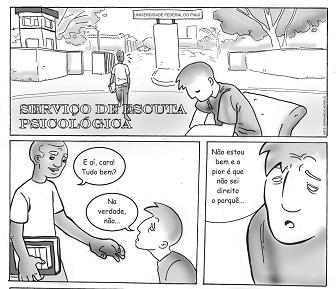 UNIVERSIDADE FEDERAL DO PIAUÍ
SERVIÇO DE ESCUTA
PSICOLÓGICA
E aí, cara!
Tudo bem?
Na
verdade,
não...
Não estou
bem e o
pior é que
não sei
direito
o porquê...